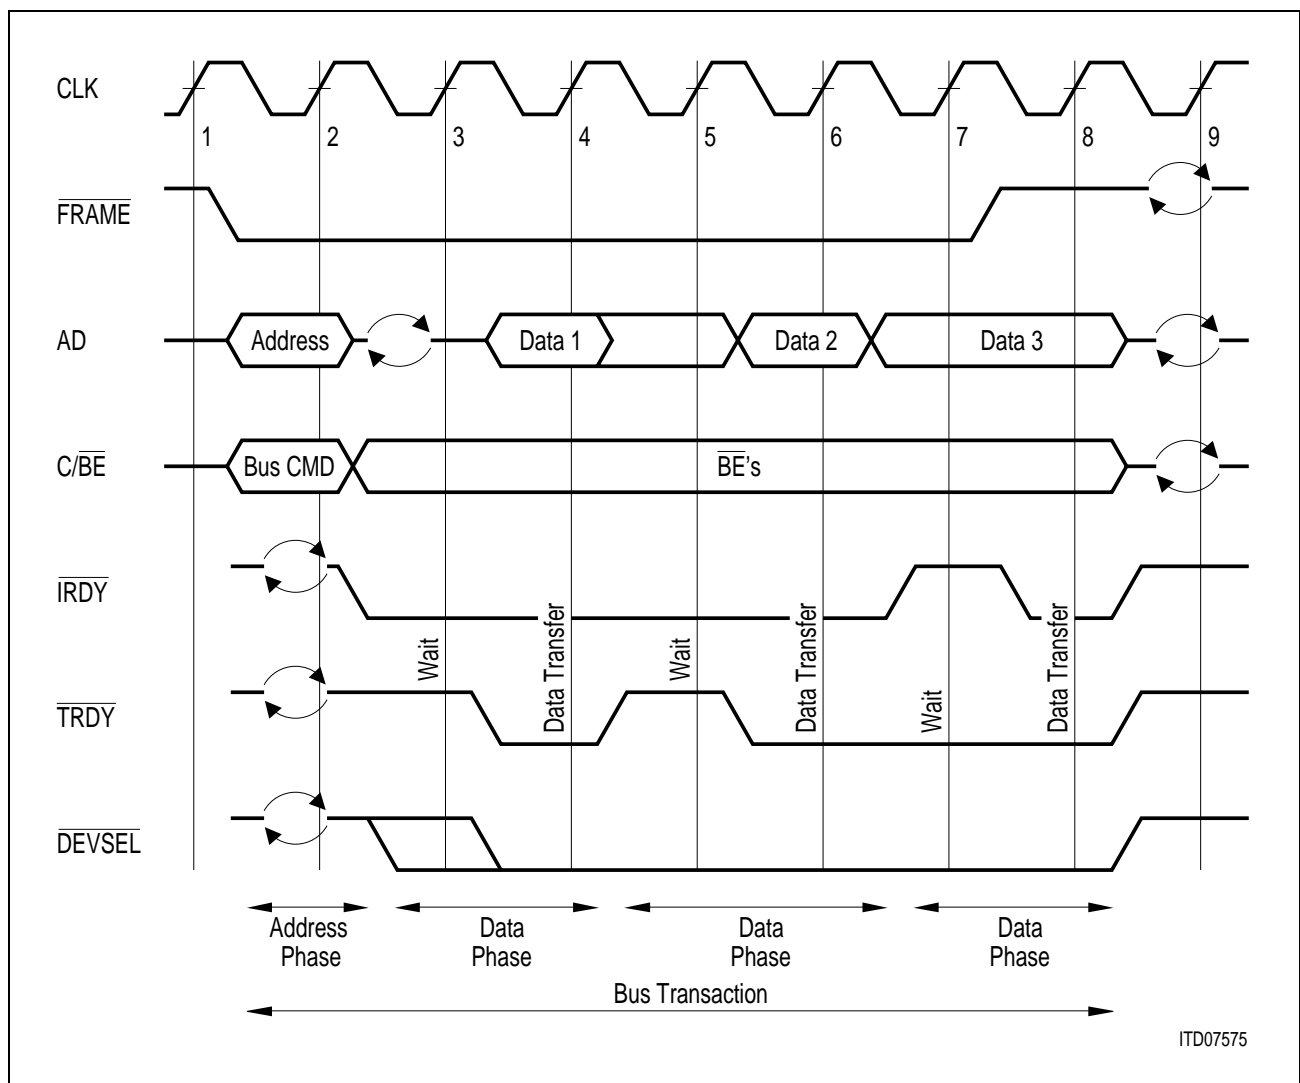 CLK
1 2 3 4 5 6 7 8 9
FRAME
AD
Address
Data 1
Data 2
Data 3
C/BE
Bus CMD
BE's
IRDY
Wait
Data Transfer
Wait
Data Transfer
Wait
Data Transfer
TRDY
DEVSEL
Address
Phase
Data
Phase
Data
Phase
Data
Phase
Bus Transaction
ITD07575